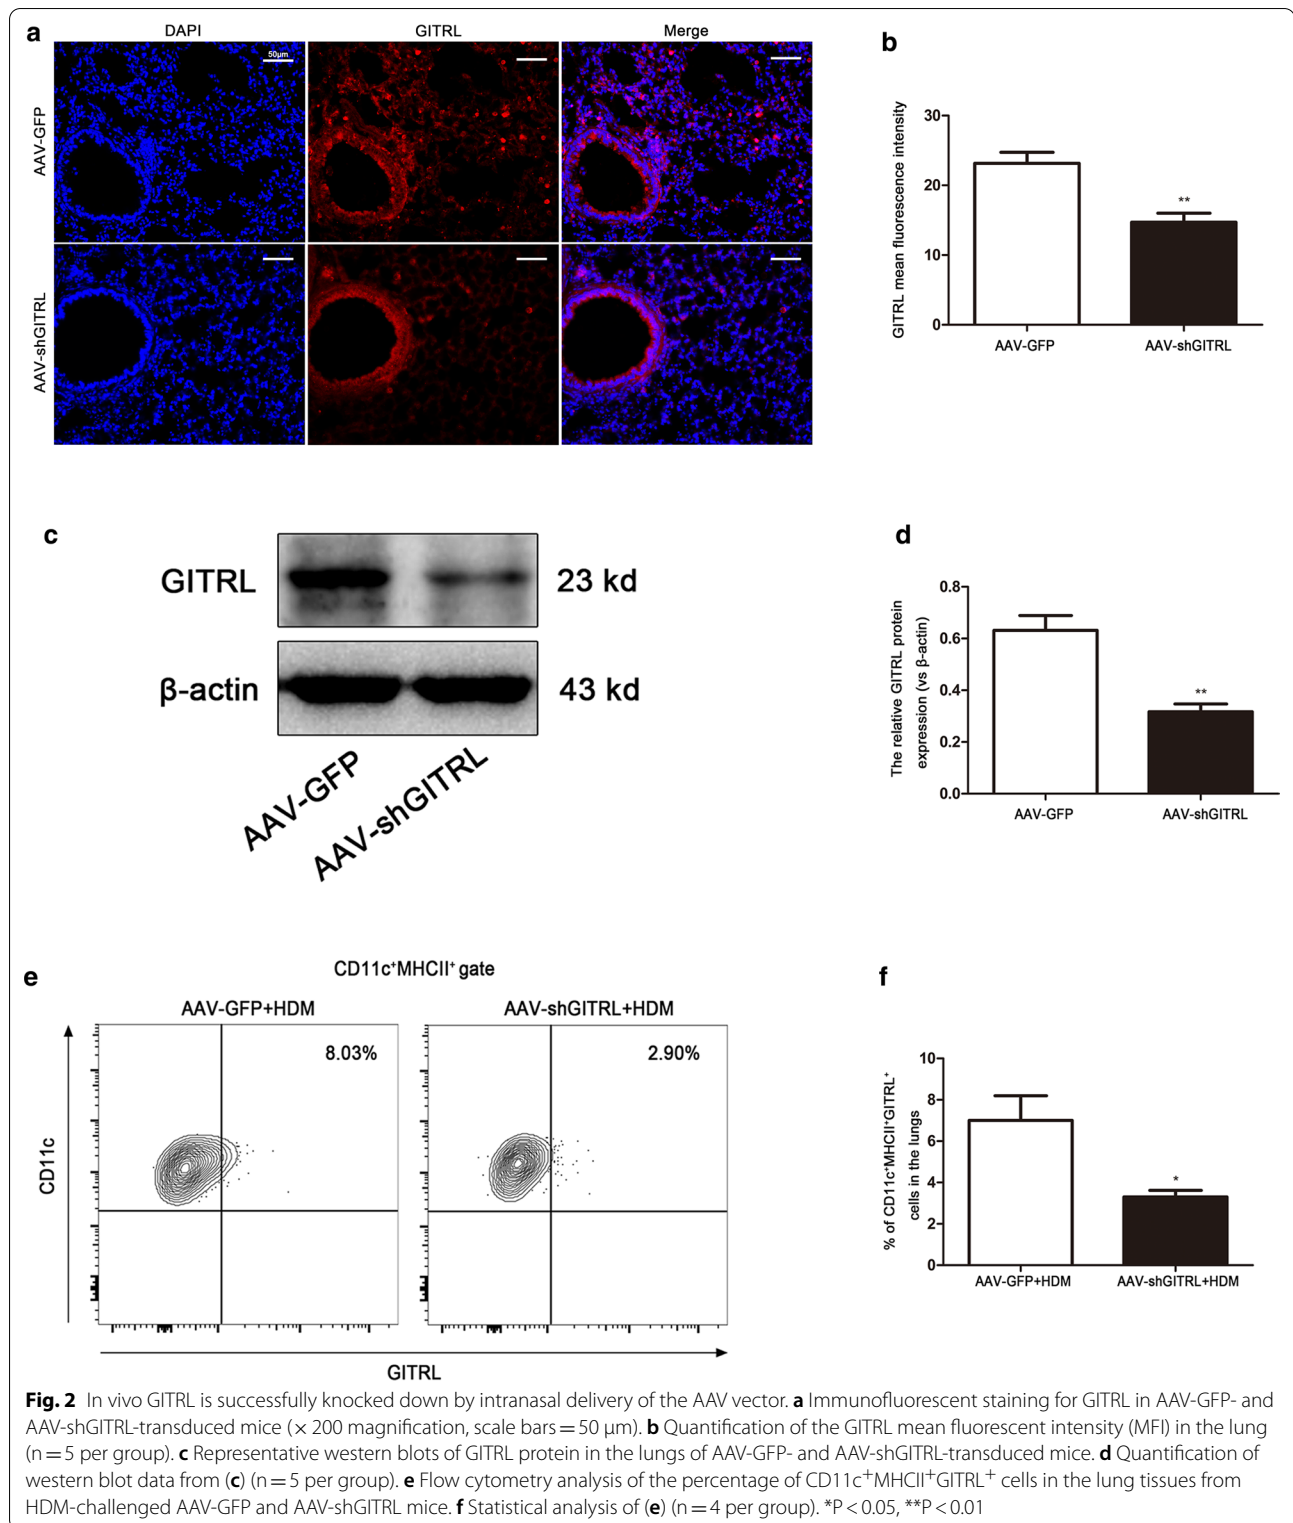 a
DAPI
GITRL
Merge
50μm
AAV-GFP
AAV-shGITRL
b
GITRL mean fluorescence intensity
30
20
10
0
**
AAV-GFP
AAV-shGITRL
c
GITRL
23 kd
β-actin
43 kd
AAV-GFP
AAV-shGITRL
d
The relative GITRL protein
expression (vs β-actin)
0.8
0.6
0.4
0.2
0.0
**
AAV-GFP
AAV-shGITRL
e
CD11c⁺MHCII⁺ gate
AAV-GFP+HDM
AAV-shGITRL+HDM
8.03%
2.90%
CD11c
GITRL
f
% of CD11c⁺MHCII⁺GITRL⁺
cells in the lungs
10
8
6
4
2
0
*
AAV-GFP+HDM
AAV-shGITRL+HDM
Fig. 2 In vivo GITRL is successfully knocked down by intranasal delivery of the AAV vector. a Immunofluorescent staining for GITRL in AAV-GFP- and
AAV-shGITRL-transduced mice (× 200 magnification, scale bars = 50 μm). b Quantification of the GITRL mean fluorescent intensity (MFI) in the lung
(n = 5 per group). c Representative western blots of GITRL protein in the lungs of AAV-GFP- and AAV-shGITRL-transduced mice. d Quantification of
western blot data from (c) (n = 5 per group). e Flow cytometry analysis of the percentage of CD11c⁺MHCII⁺GITRL⁺ cells in the lung tissues from
HDM-challenged AAV-GFP and AAV-shGITRL mice. f Statistical analysis of (e) (n = 4 per group). *P < 0.05, **P < 0.01